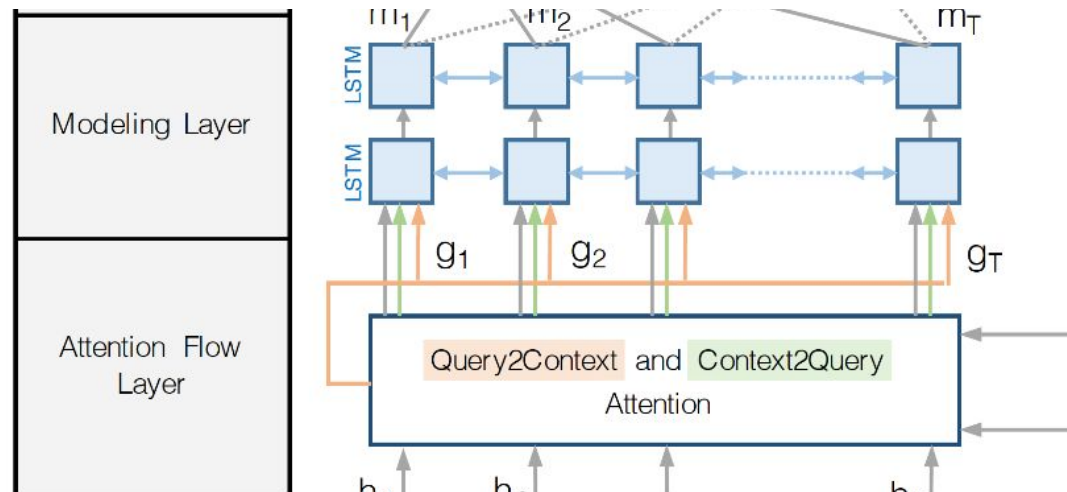 m1 m2 mT
LSTM
Modeling Layer
LSTM
g1 g2 gT
Attention Flow
Layer
Query2Context and Context2Query
Attention